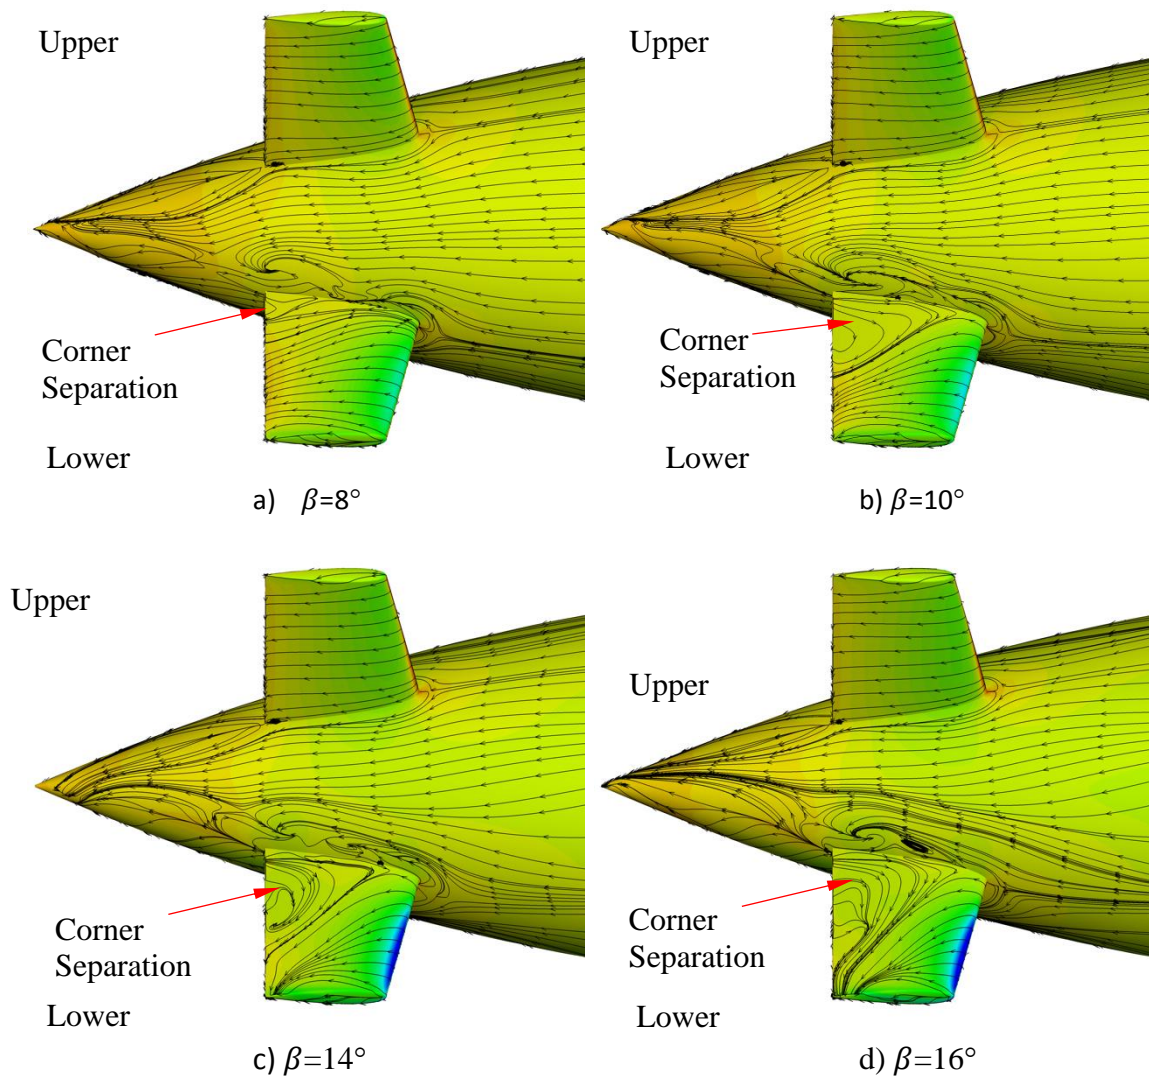 Upper
Corner
Separation
Lower
a) 𝛽=8°
Upper
Corner
Separation
Lower
b) 𝛽=10°
Upper
Corner
Separation
Lower
c) 𝛽=14°
Upper
Corner
Separation
Lower
d) 𝛽=16°